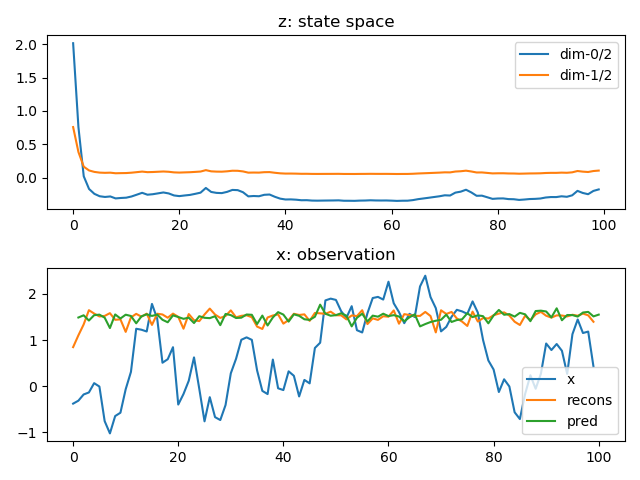 z: state space
2.0
1.5
1.0
0.5
0.0
dim-0/2
dim-1/2
0 20 40 60 80 100
x: observation
2
1
0
−1
x
recons
pred
0 20 40 60 80 100